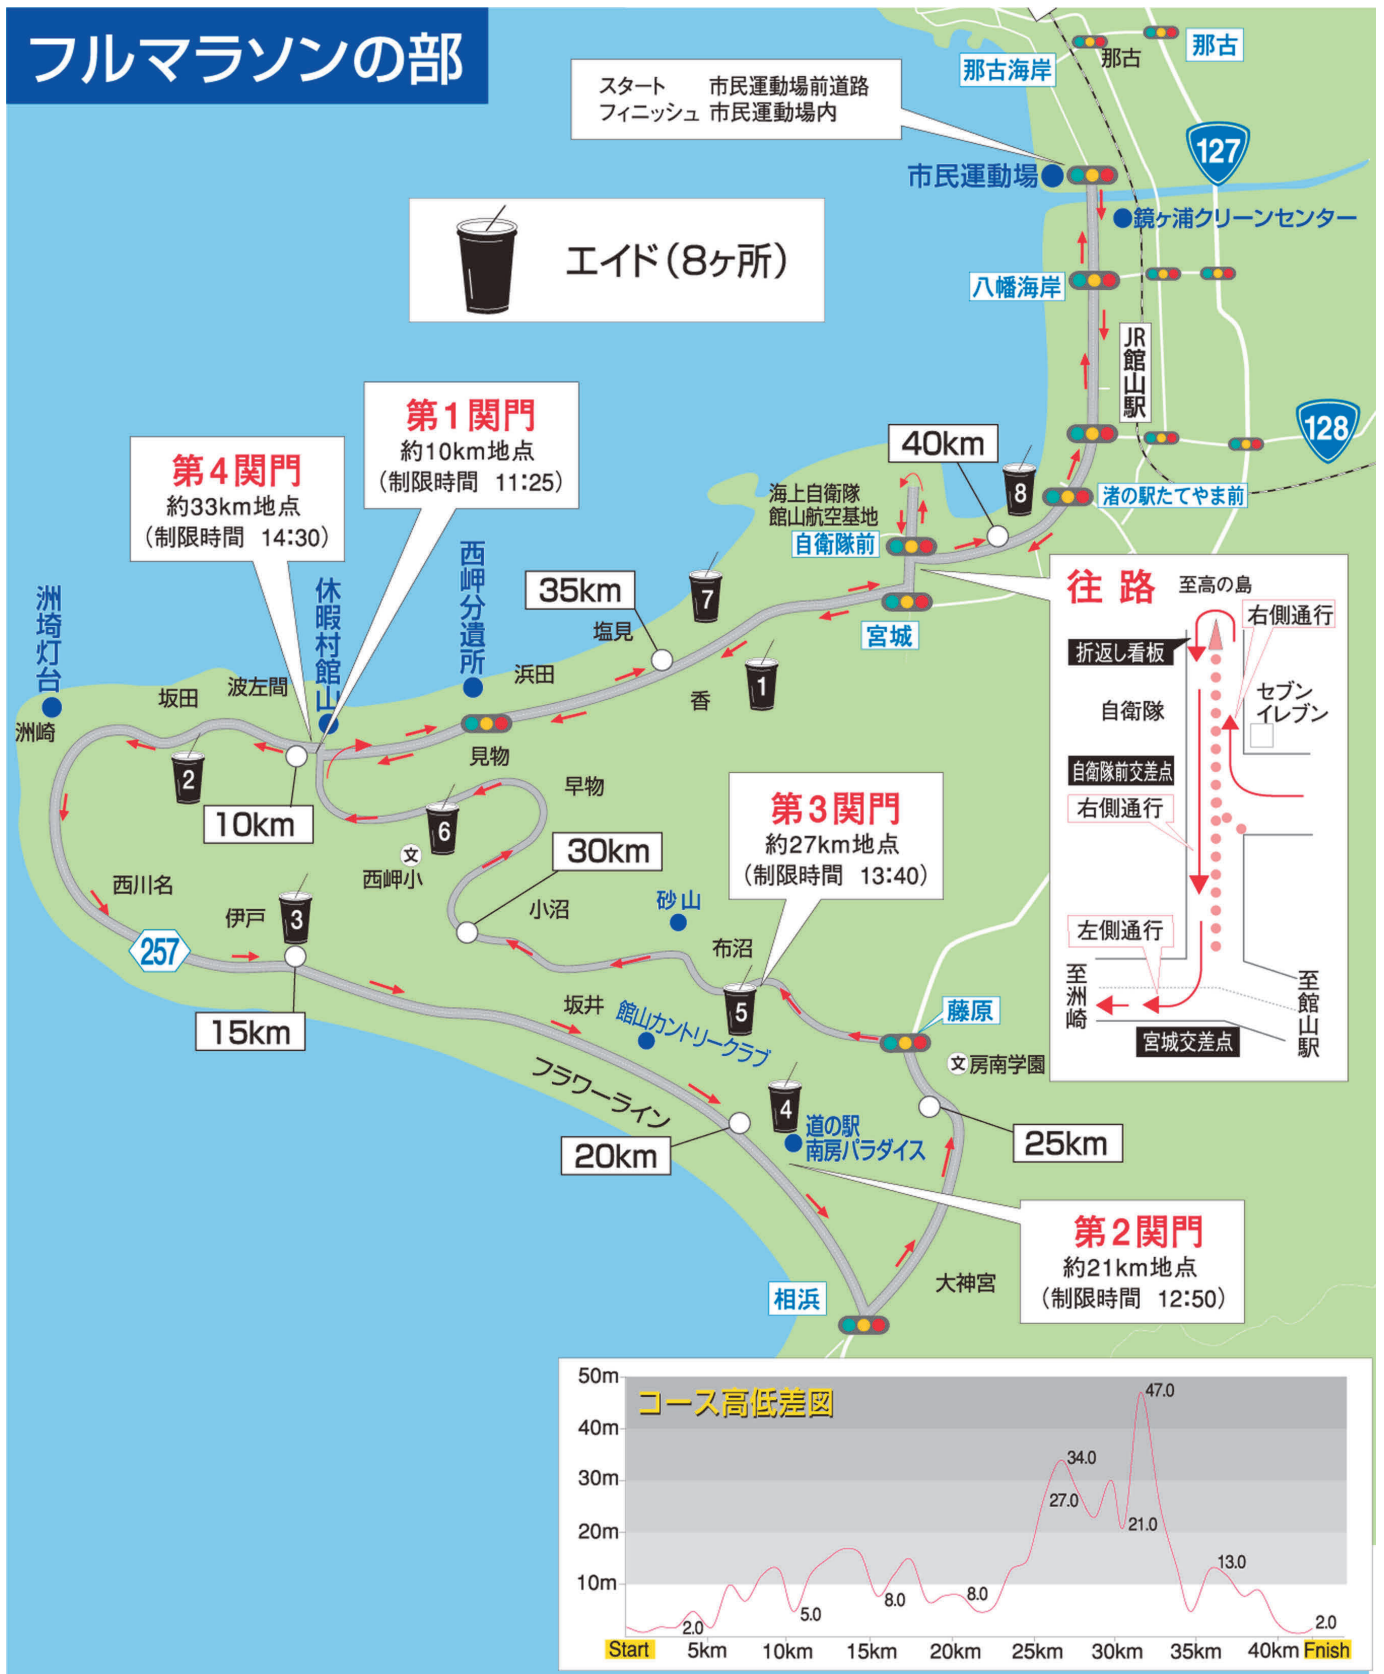 フルマラソンの部
スタート 市民運動場前道路
フィニッシュ 市民運動場内
那古海岸
那古
那古
127
市民運動場
鏡ヶ浦クリーンセンター
エイド(8ヶ所)
八幡海岸
JR館山駅
128
第1関門
約10km地点
(制限時間 11:25)
第4関門
約33km地点
(制限時間 14:30)
40km
8
海上自衛隊
館山航空基地
渚の駅たてやま前
自衛隊前
西岬分遣所
35km
7
塩見
宮城
洲埼灯台
休暇村館山
浜田
香
1
坂田
波左間
洲崎
見物
2
10km
早物
6
文
西岬小
30km
第3関門
約27km地点
(制限時間 13:40)
西川名
伊戸
3
小沼
砂山
布沼
257
15km
坂井
5
館山カントリークラブ
藤原
文
房南学園
フラワーライン
4
道の駅
南房パラダイス
20km
25km
第2関門
約21km地点
(制限時間 12:50)
大神宮
相浜
往路
至高の島
右側通行
折返し看板
セブン
イレブン
自衛隊
自衛隊前交差点
右側通行
左側通行
至洲崎
至館山駅
宮城交差点
コース高低差図
50m
40m
30m
20m
10m
2.0
5.0
8.0
8.0
27.0
34.0
21.0
47.0
13.0
2.0
Start
5km
10km
15km
20km
25km
30km
35km
40km
Fnish